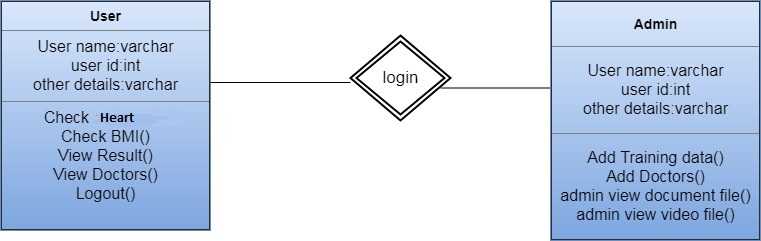 User
User name:varchar
user id:int
other details:varchar
Check Heart
Check BMI()
View Result()
View Doctors()
Logout()
login
Admin
User name:varchar
user id:int
other details:varchar
Add Training data()
Add Doctors()
admin view document file()
admin view video file()